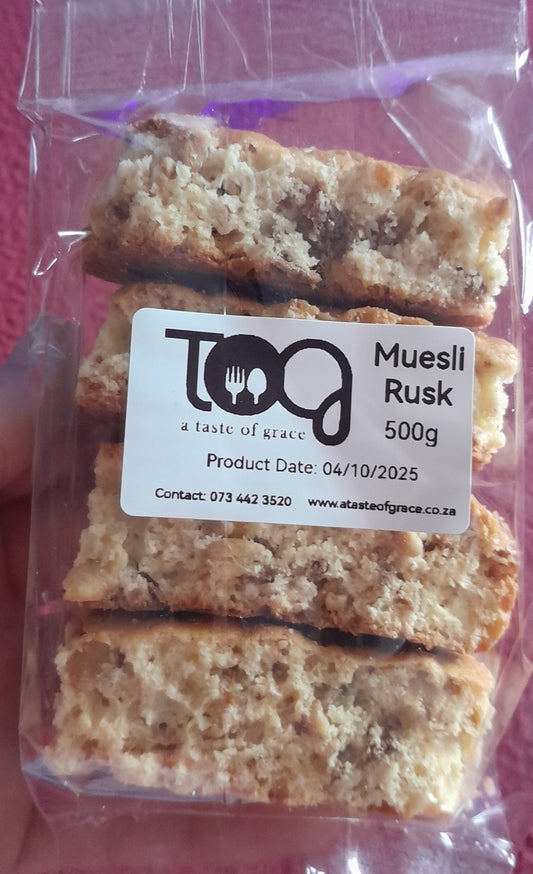 TOG
a taste of grace
Muesli
Rusk
500g
Product Date: 04/10/2025
Contact: 073 442 3520 www.atasteofgrace.co.za